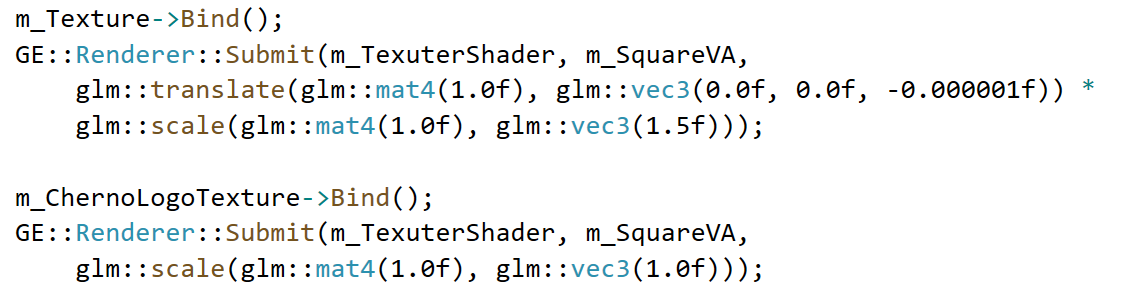 m_Texture->Bind();
GE::Renderer::Submit(m_TexuterShader, m_SquareVA,
    glm::translate(glm::mat4(1.0f), glm::vec3(0.0f, 0.0f, -0.000001f)) *
    glm::scale(glm::mat4(1.0f), glm::vec3(1.5f)));

m_ChernoLogoTexture->Bind();
GE::Renderer::Submit(m_TexuterShader, m_SquareVA,
    glm::scale(glm::mat4(1.0f), glm::vec3(1.0f)));